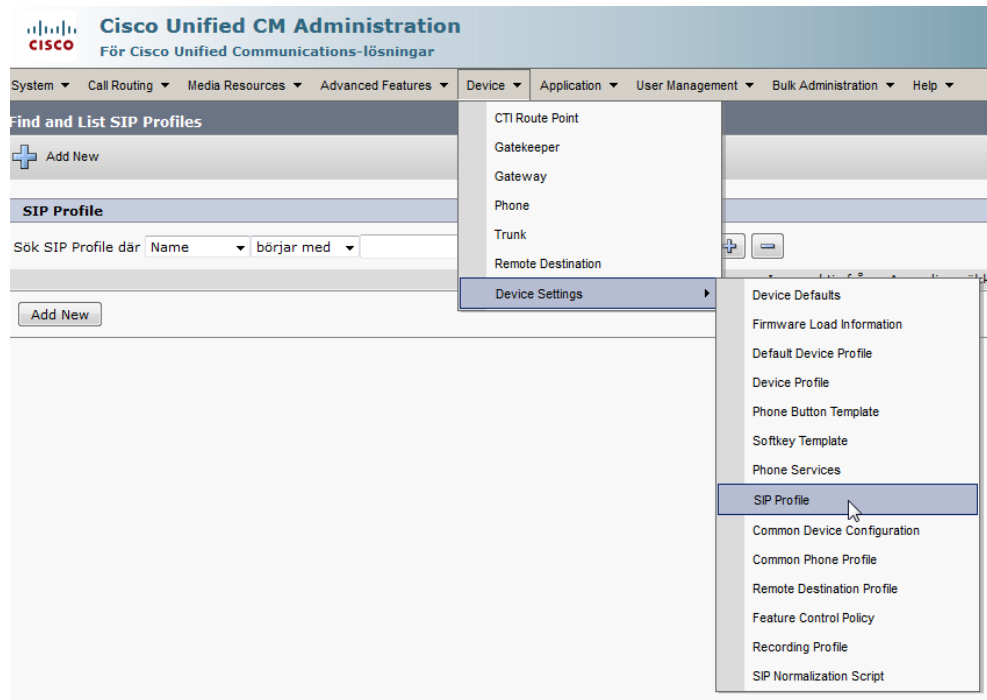 CISCO
Cisco Unified CM Administration
För Cisco Unified Communications-lösningar
System Call Routing Media Resources Advanced Features Device Application User Management Bulk Administration Help
Find and List SIP Profiles
Add New
SIP Profile
Sök SIP Profile där Name börjar med
Add New
CTI Route Point
Gatekeeper
Gateway
Phone
Trunk
Remote Destination
Device Settings
Device Defaults
Firmware Load Information
Default Device Profile
Device Profile
Phone Button Template
Softkey Template
Phone Services
SIP Profile
Common Device Configuration
Common Phone Profile
Remote Destination Profile
Feature Control Policy
Recording Profile
SIP Normalization Script